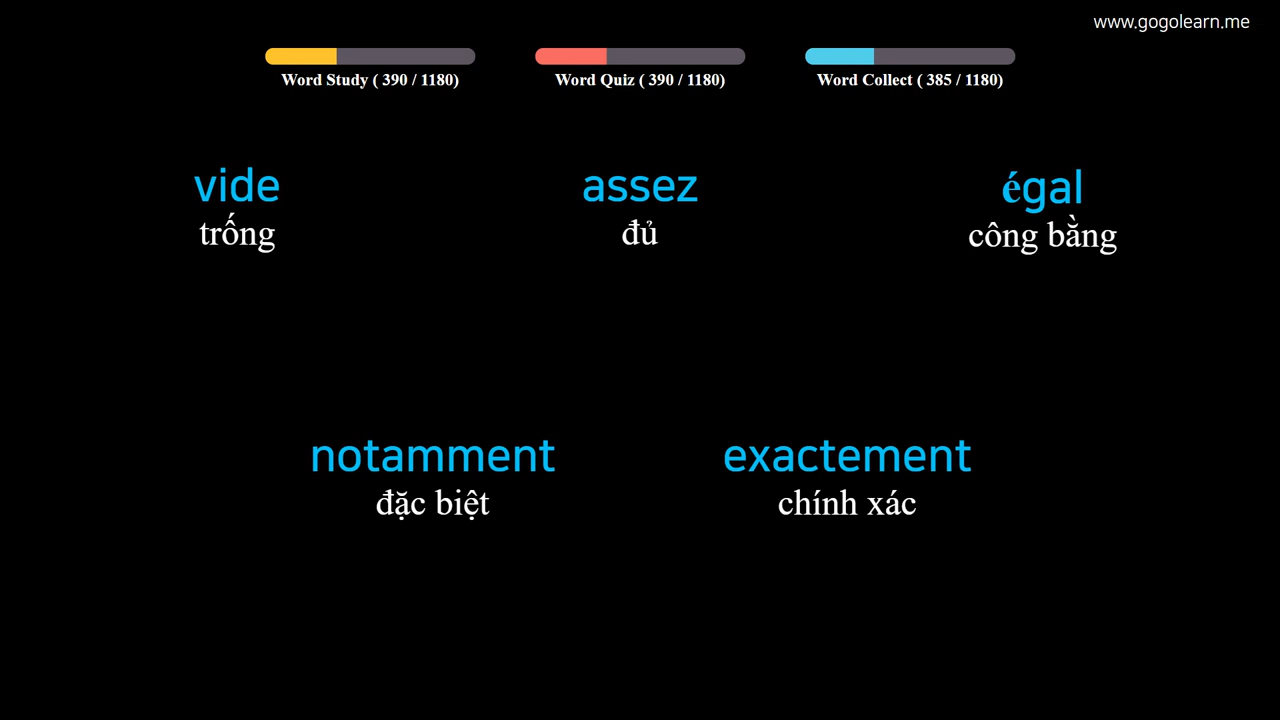 www.gogolearn.me
Word Study ( 390 / 1180)
Word Quiz ( 390 / 1180)
Word Collect ( 385 / 1180)
vide
trống
assez
đủ
égal
công bằng
notamment
đặc biệt
exactement
chính xác